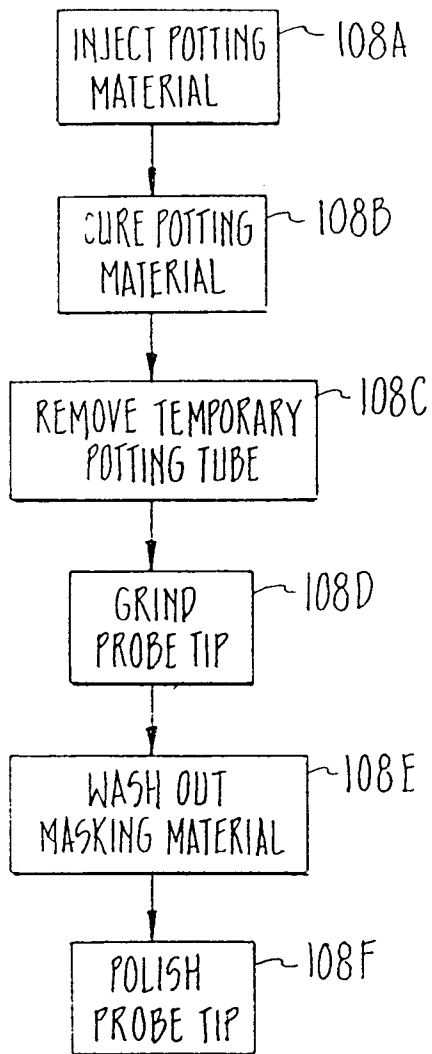 INJECT POTTING
MATERIAL
108A
CURE POTTING
MATERIAL
108B
REMOVE TEMPORARY
POTTING TUBE
108C
GRIND
PROBE TIP
108D
WASH OUT
MASKING MATERIAL
108E
POLISH
PROBE TIP
108F